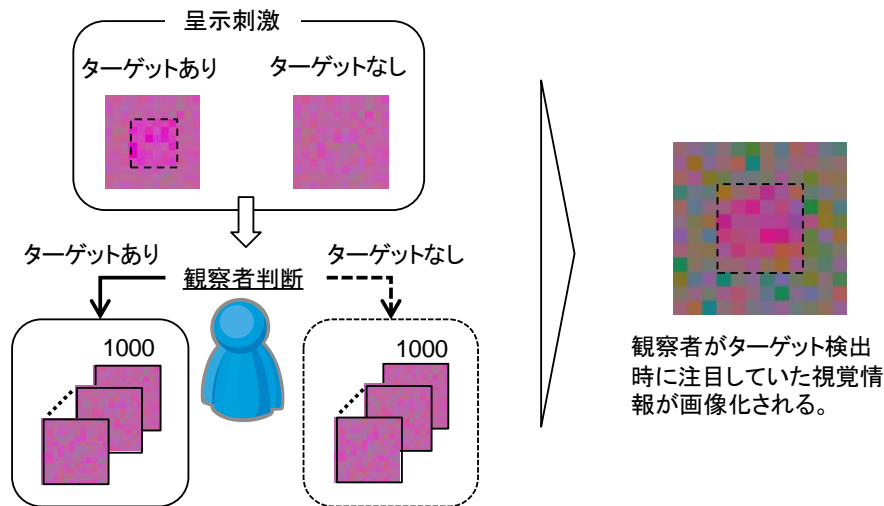 呈示刺激
ターゲットあり
ターゲットなし
ターゲットあり
ターゲットなし
観察者判断
1000
1000
観察者がターゲット検出
時に注目していた視覚情
報が画像化される。